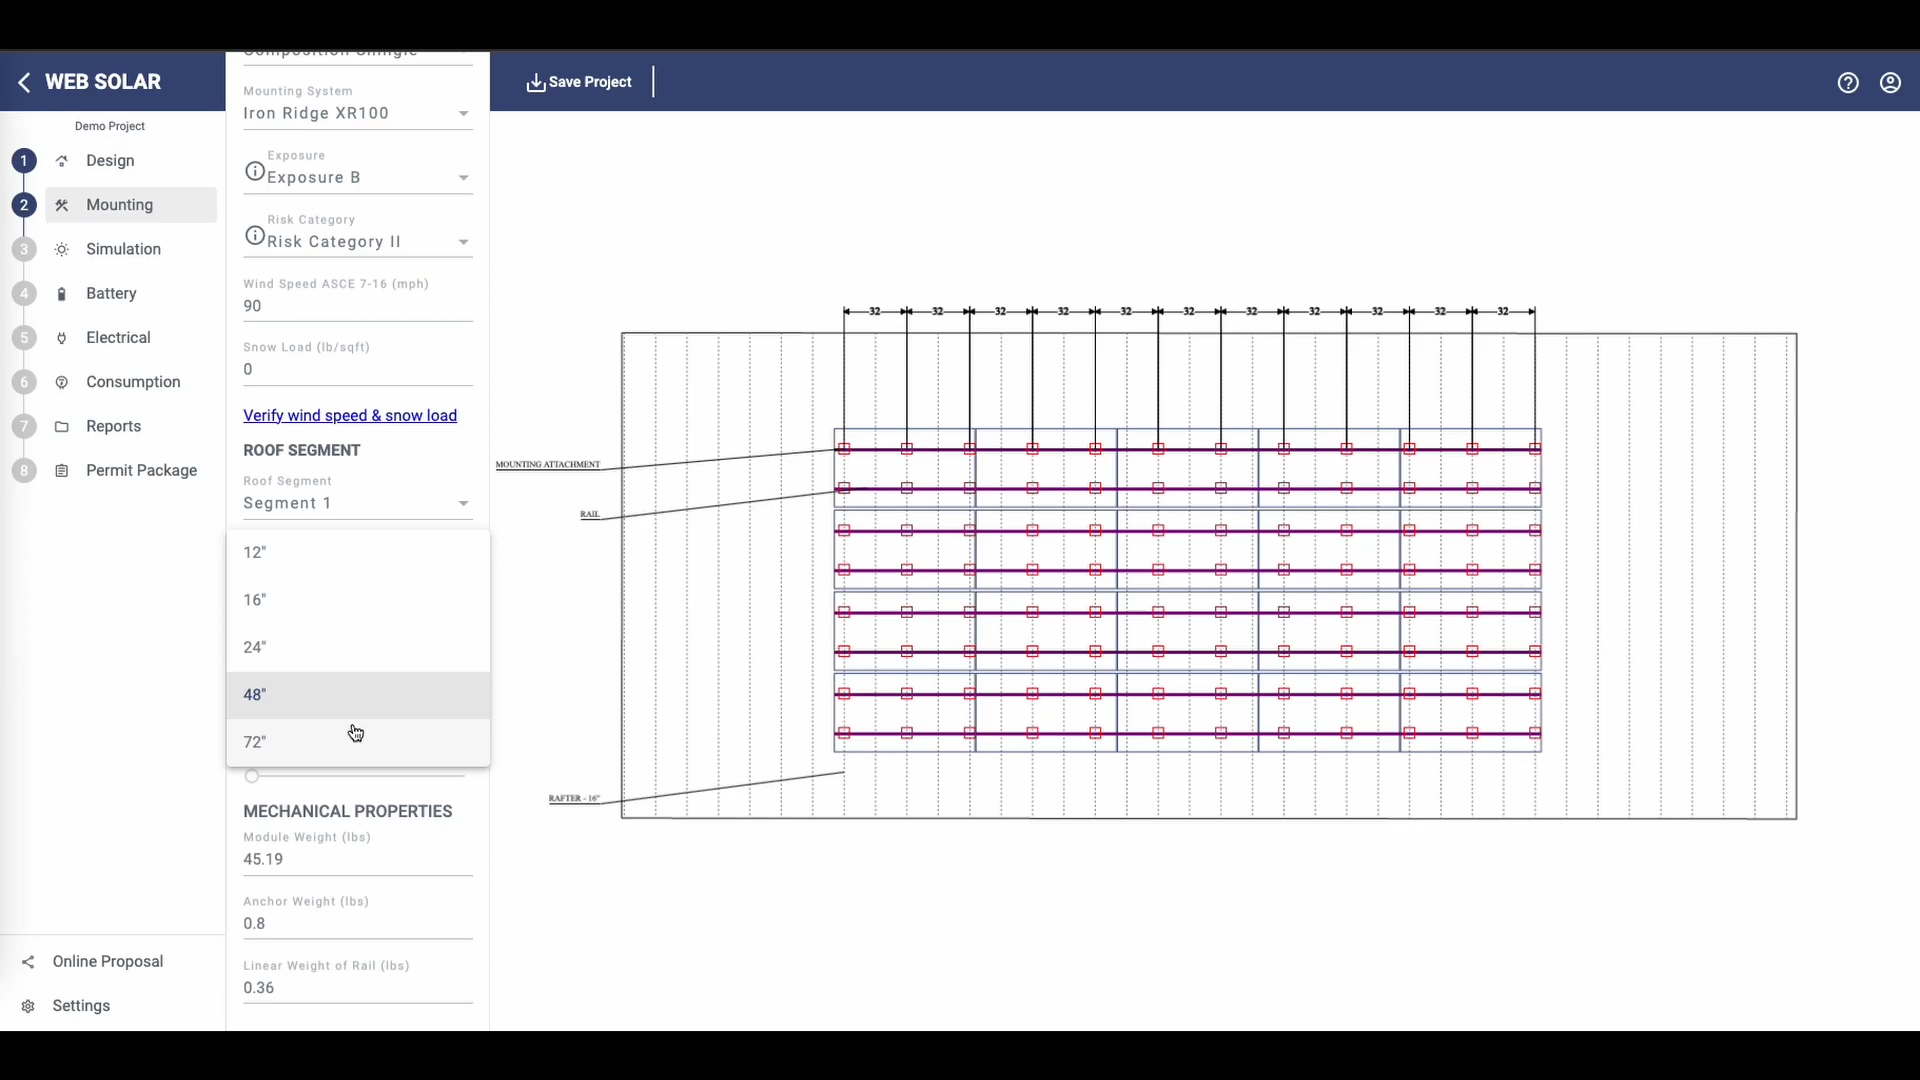 WEB SOLAR
Demo Project
1 Design
2 Mounting
3 Simulation
4 Battery
5 Electrical
6 Consumption
7 Reports
8 Permit Package
Online Proposal
Settings
Composition Shingle
Mounting System
Iron Ridge XR100
Exposure
Exposure B
Risk Category
Risk Category II
Wind Speed ASCE 7-16 (mph)
90
Snow Load (lb/sqft)
0
Verify wind speed & snow load
ROOF SEGMENT
Roof Segment
Segment 1
12"
16"
24"
48"
72"
MECHANICAL PROPERTIES
Module Weight (lbs)
45.19
Anchor Weight (lbs)
0.8
Linear Weight of Rail (lbs)
0.36
Save Project
32 32 32 32 32 32 32 32 32 32 32
MOUNTING ATTACHMENT
RAIL
RAFTER - 16"